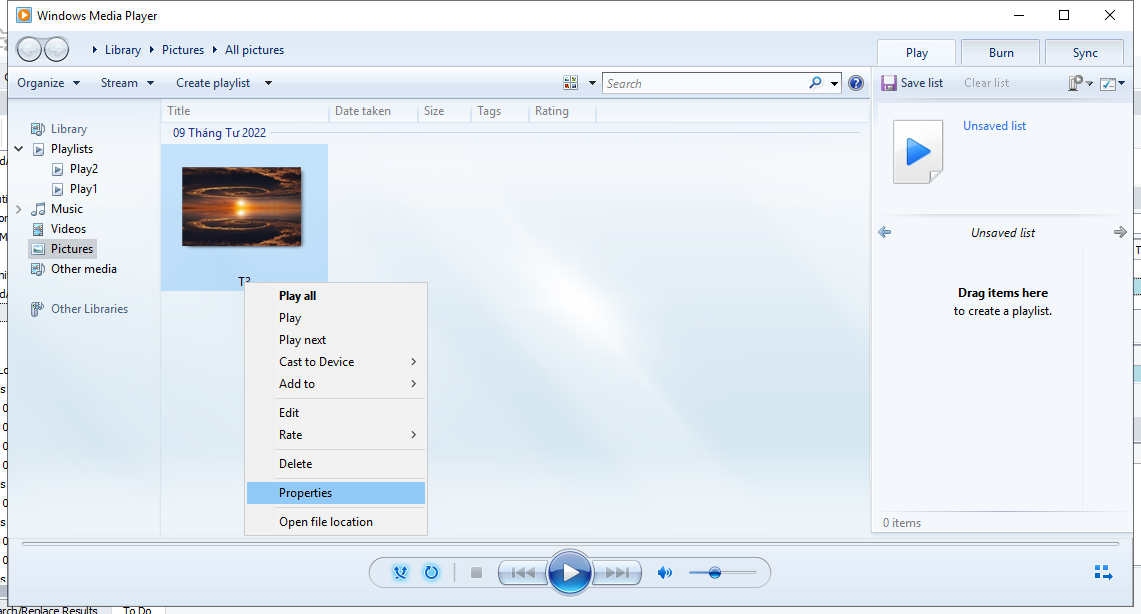 Windows Media Player
Library Pictures All pictures
Play Burn Sync
Organize Stream Create playlist Search Save list Clear list
Title Date taken Size Tags Rating
09 Tháng Tư 2022
Unsaved list
Library
Playlists
Play2
Play1
Music
Videos
Pictures
Other media
Other Libraries
Play all
Play
Play next
Cast to Device
Add to
Edit
Rate
Delete
Properties
Open file location
Unsaved list
Drag items here
to create a playlist.
0 items
arch/Replace Results To Do